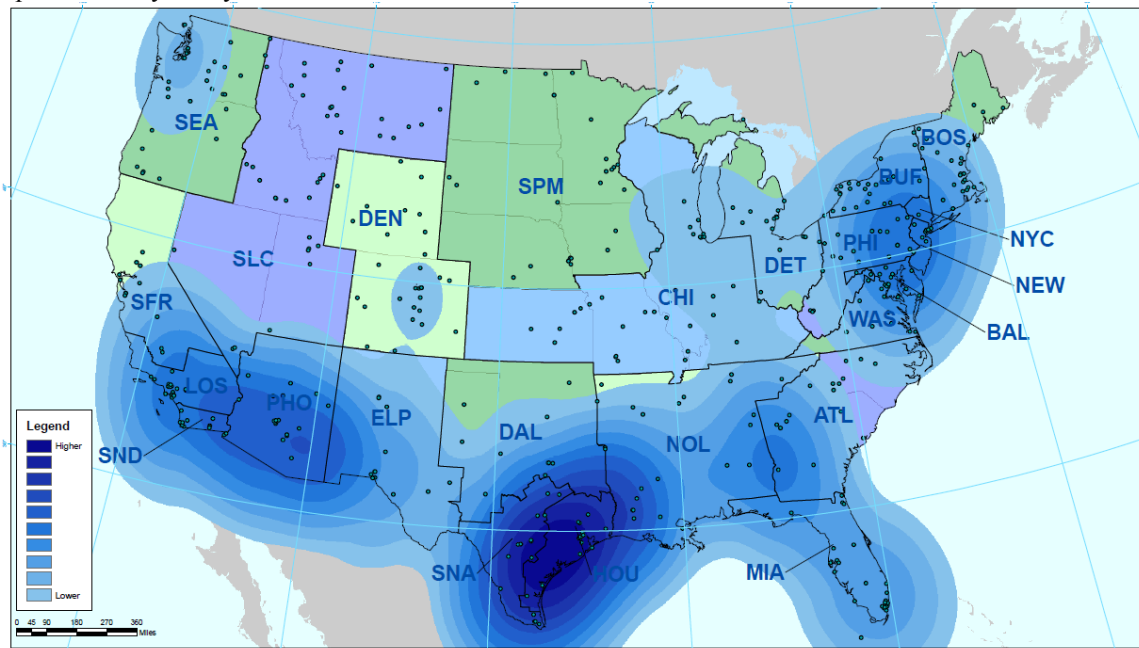 SEA
BOS
BUF
SPM
DEN
NYC
PHI
SLC
DET
NEW
CHI
SFR
WAS
BAL
LOS
PHO
ELP
ATL
DAL
NOL
Legend
Higher
SND
SNA
HOU
MIA
Lower
0 45 90 180 270 360
Miles